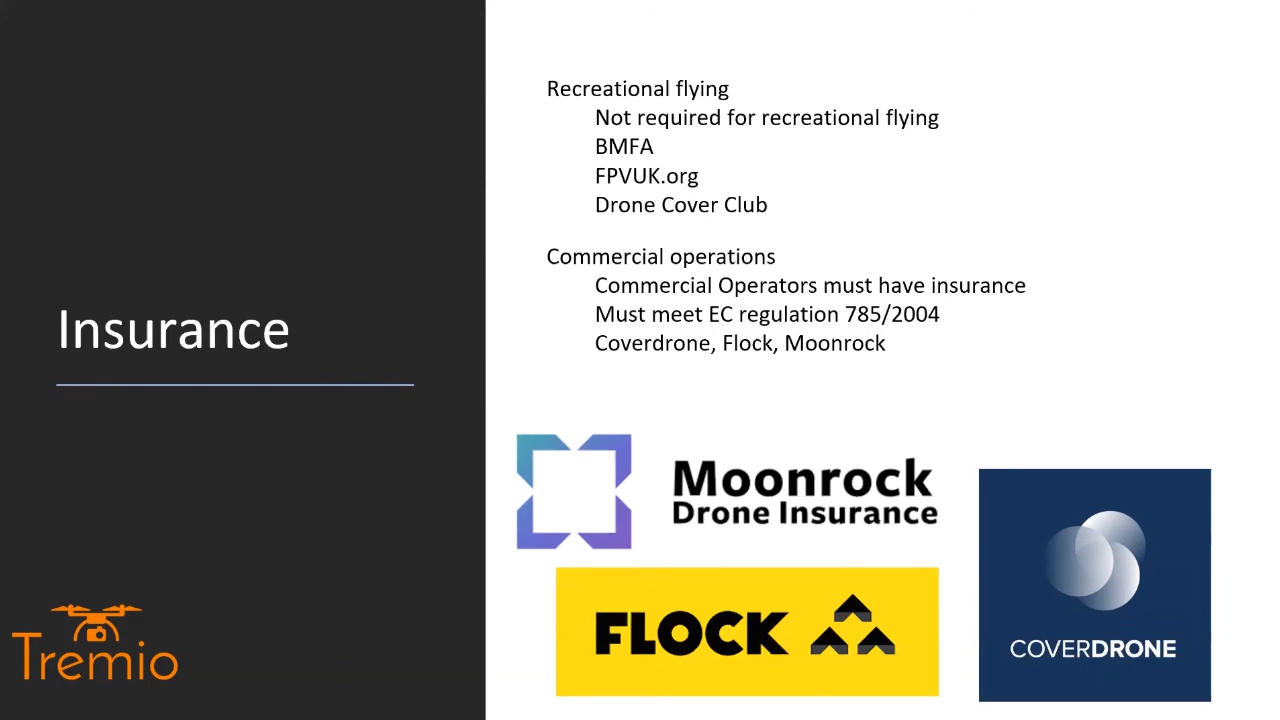 Insurance
Tremio
Recreational flying
Not required for recreational flying
BMFA
FPVUK.org
Drone Cover Club
Commercial operations
Commercial Operators must have insurance
Must meet EC regulation 785/2004
Coverdrone, Flock, Moonrock
Moonrock
Drone Insurance
FLOCK
COVERDRONE